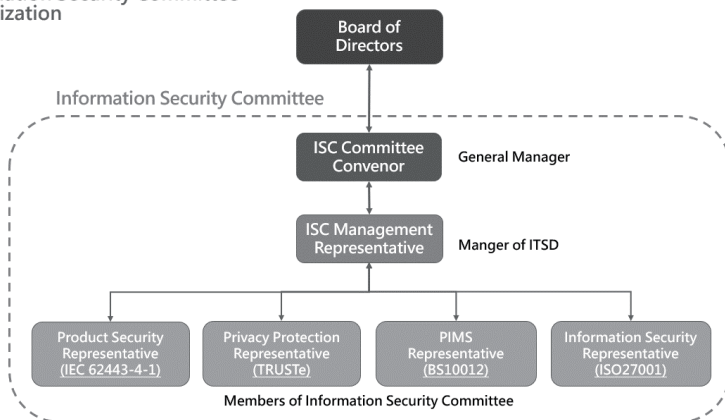 ization
Board of
Directors
Information Security Committee
ISC Committee
Convenor
General Manager
ISC Management
Representative
Manger of ITSD
Product Security
Representative
(IEC 62443-4-1)
Privacy Protection
Representative
(TRUSTe)
PIMS
Representative
(BS10012)
Information Security
Representative
(ISO27001)
Members of Information Security Committee